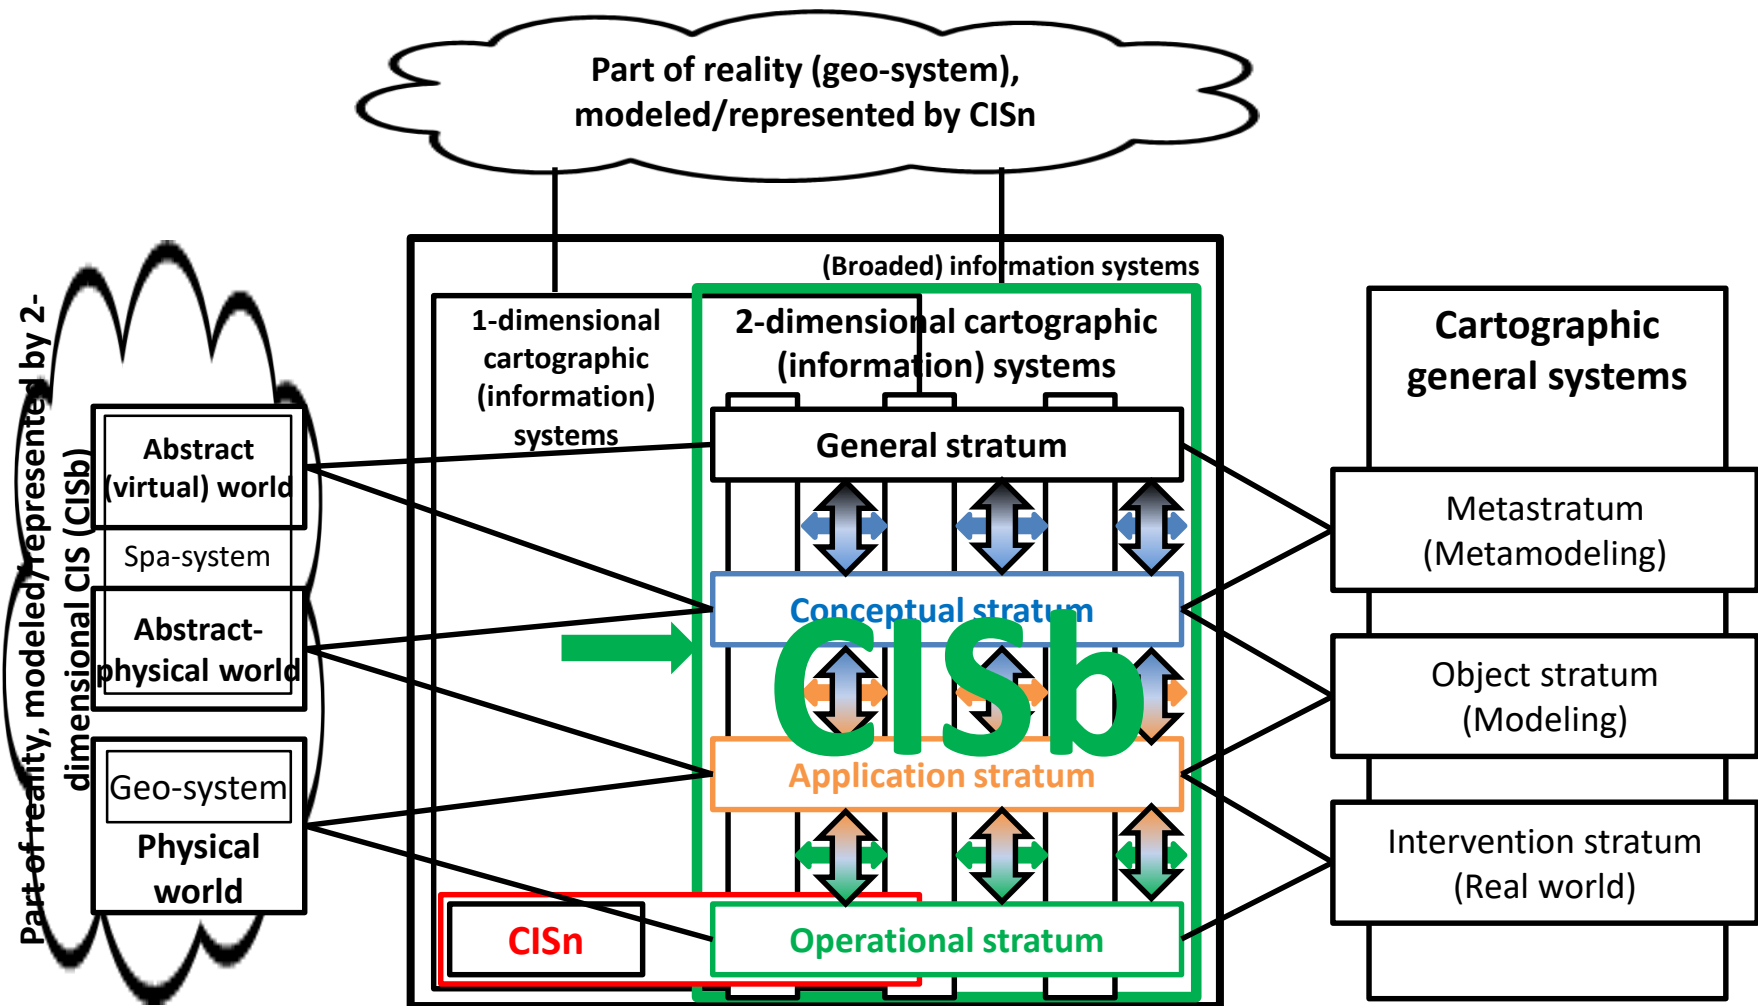 Part of reality (geo-system),
modeled/represented by CISn
(Broaded) information systems
Part of reality, modeled/represented by 2-
dimensional CIS (CISb)
Abstract
(virtual) world
Spa-system
Abstract-
physical world
Geo-system
Physical
world
1-dimensional
cartographic
(information)
systems
2-dimensional cartographic
(information) systems
General stratum
Conceptual stratum
CISb
Application stratum
CISn
Operational stratum
Cartographic
general systems
Metastratum
(Metamodeling)
Object stratum
(Modeling)
Intervention stratum
(Real world)